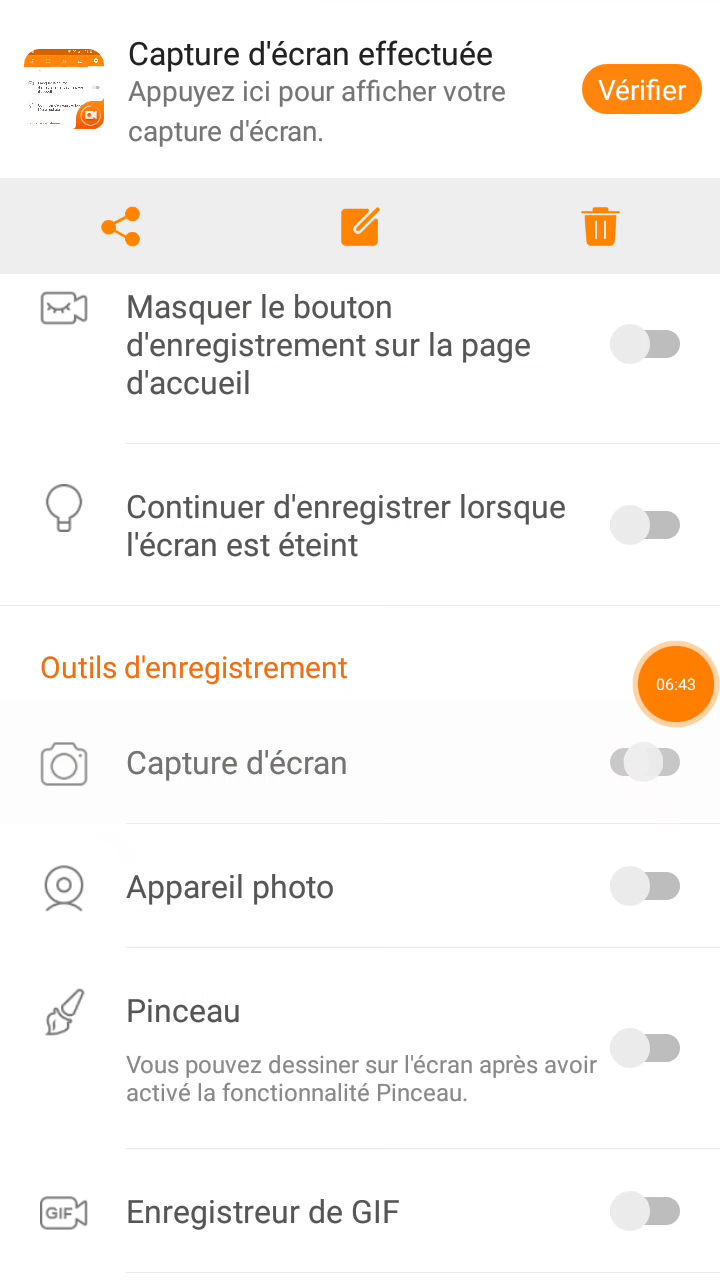 Capture d'écran effectuée
Appuyez ici pour afficher votre
capture d'écran.
Vérifier
Masquer le bouton
d'enregistrement sur la page
d'accueil
Continuer d'enregistrer lorsque
l'écran est éteint
Outils d'enregistrement
06:43
Capture d'écran
Appareil photo
Pinceau
Vous pouvez dessiner sur l'écran après avoir
activé la fonctionnalité Pinceau.
GIF
Enregistreur de GIF